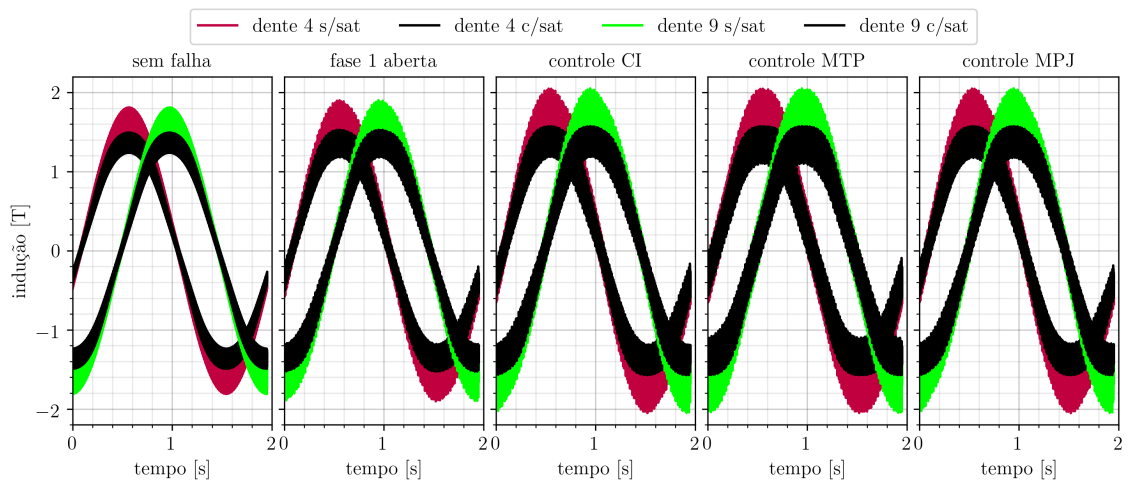 dente 4 s/sat dente 4 c/sat dente 9 s/sat dente 9 c/sat
sem falha fase 1 aberta controle CI controle MTP controle MPJ
2
1
0
−1
−2
indução [T]
0 1 2 0 1 2 0 1 2 0 1 2 0 1 2
tempo [s] tempo [s] tempo [s] tempo [s] tempo [s]